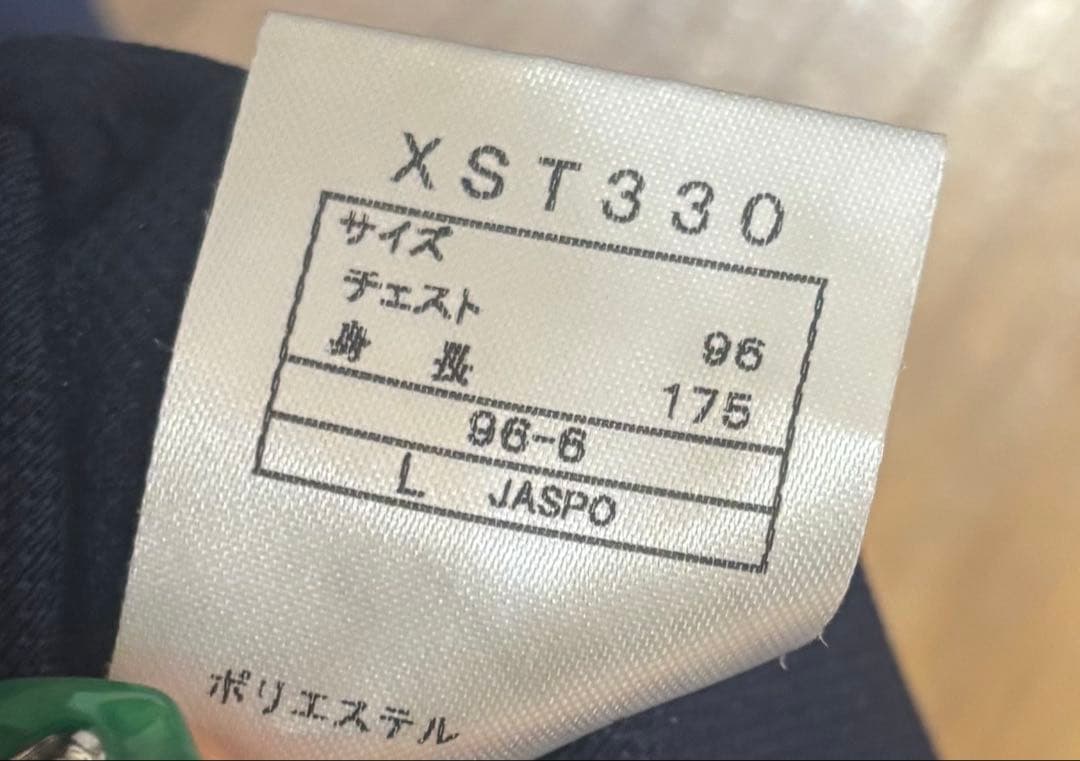 XST330
サイズ
チェスト 96
身 長 175
96-6
L JASPO
ポリエステル